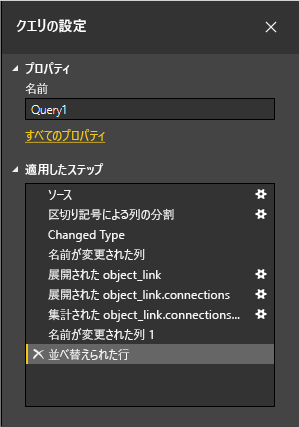 クエリの設定
プロパティ
名前
Query1
すべてのプロパティ
適用したステップ
ソース
区切り記号による列の分割
Changed Type
名前が変更された列
展開された object_link
展開された object_link.connections
集計された object_link.connections...
名前が変更された列 1
並べ替えられた行